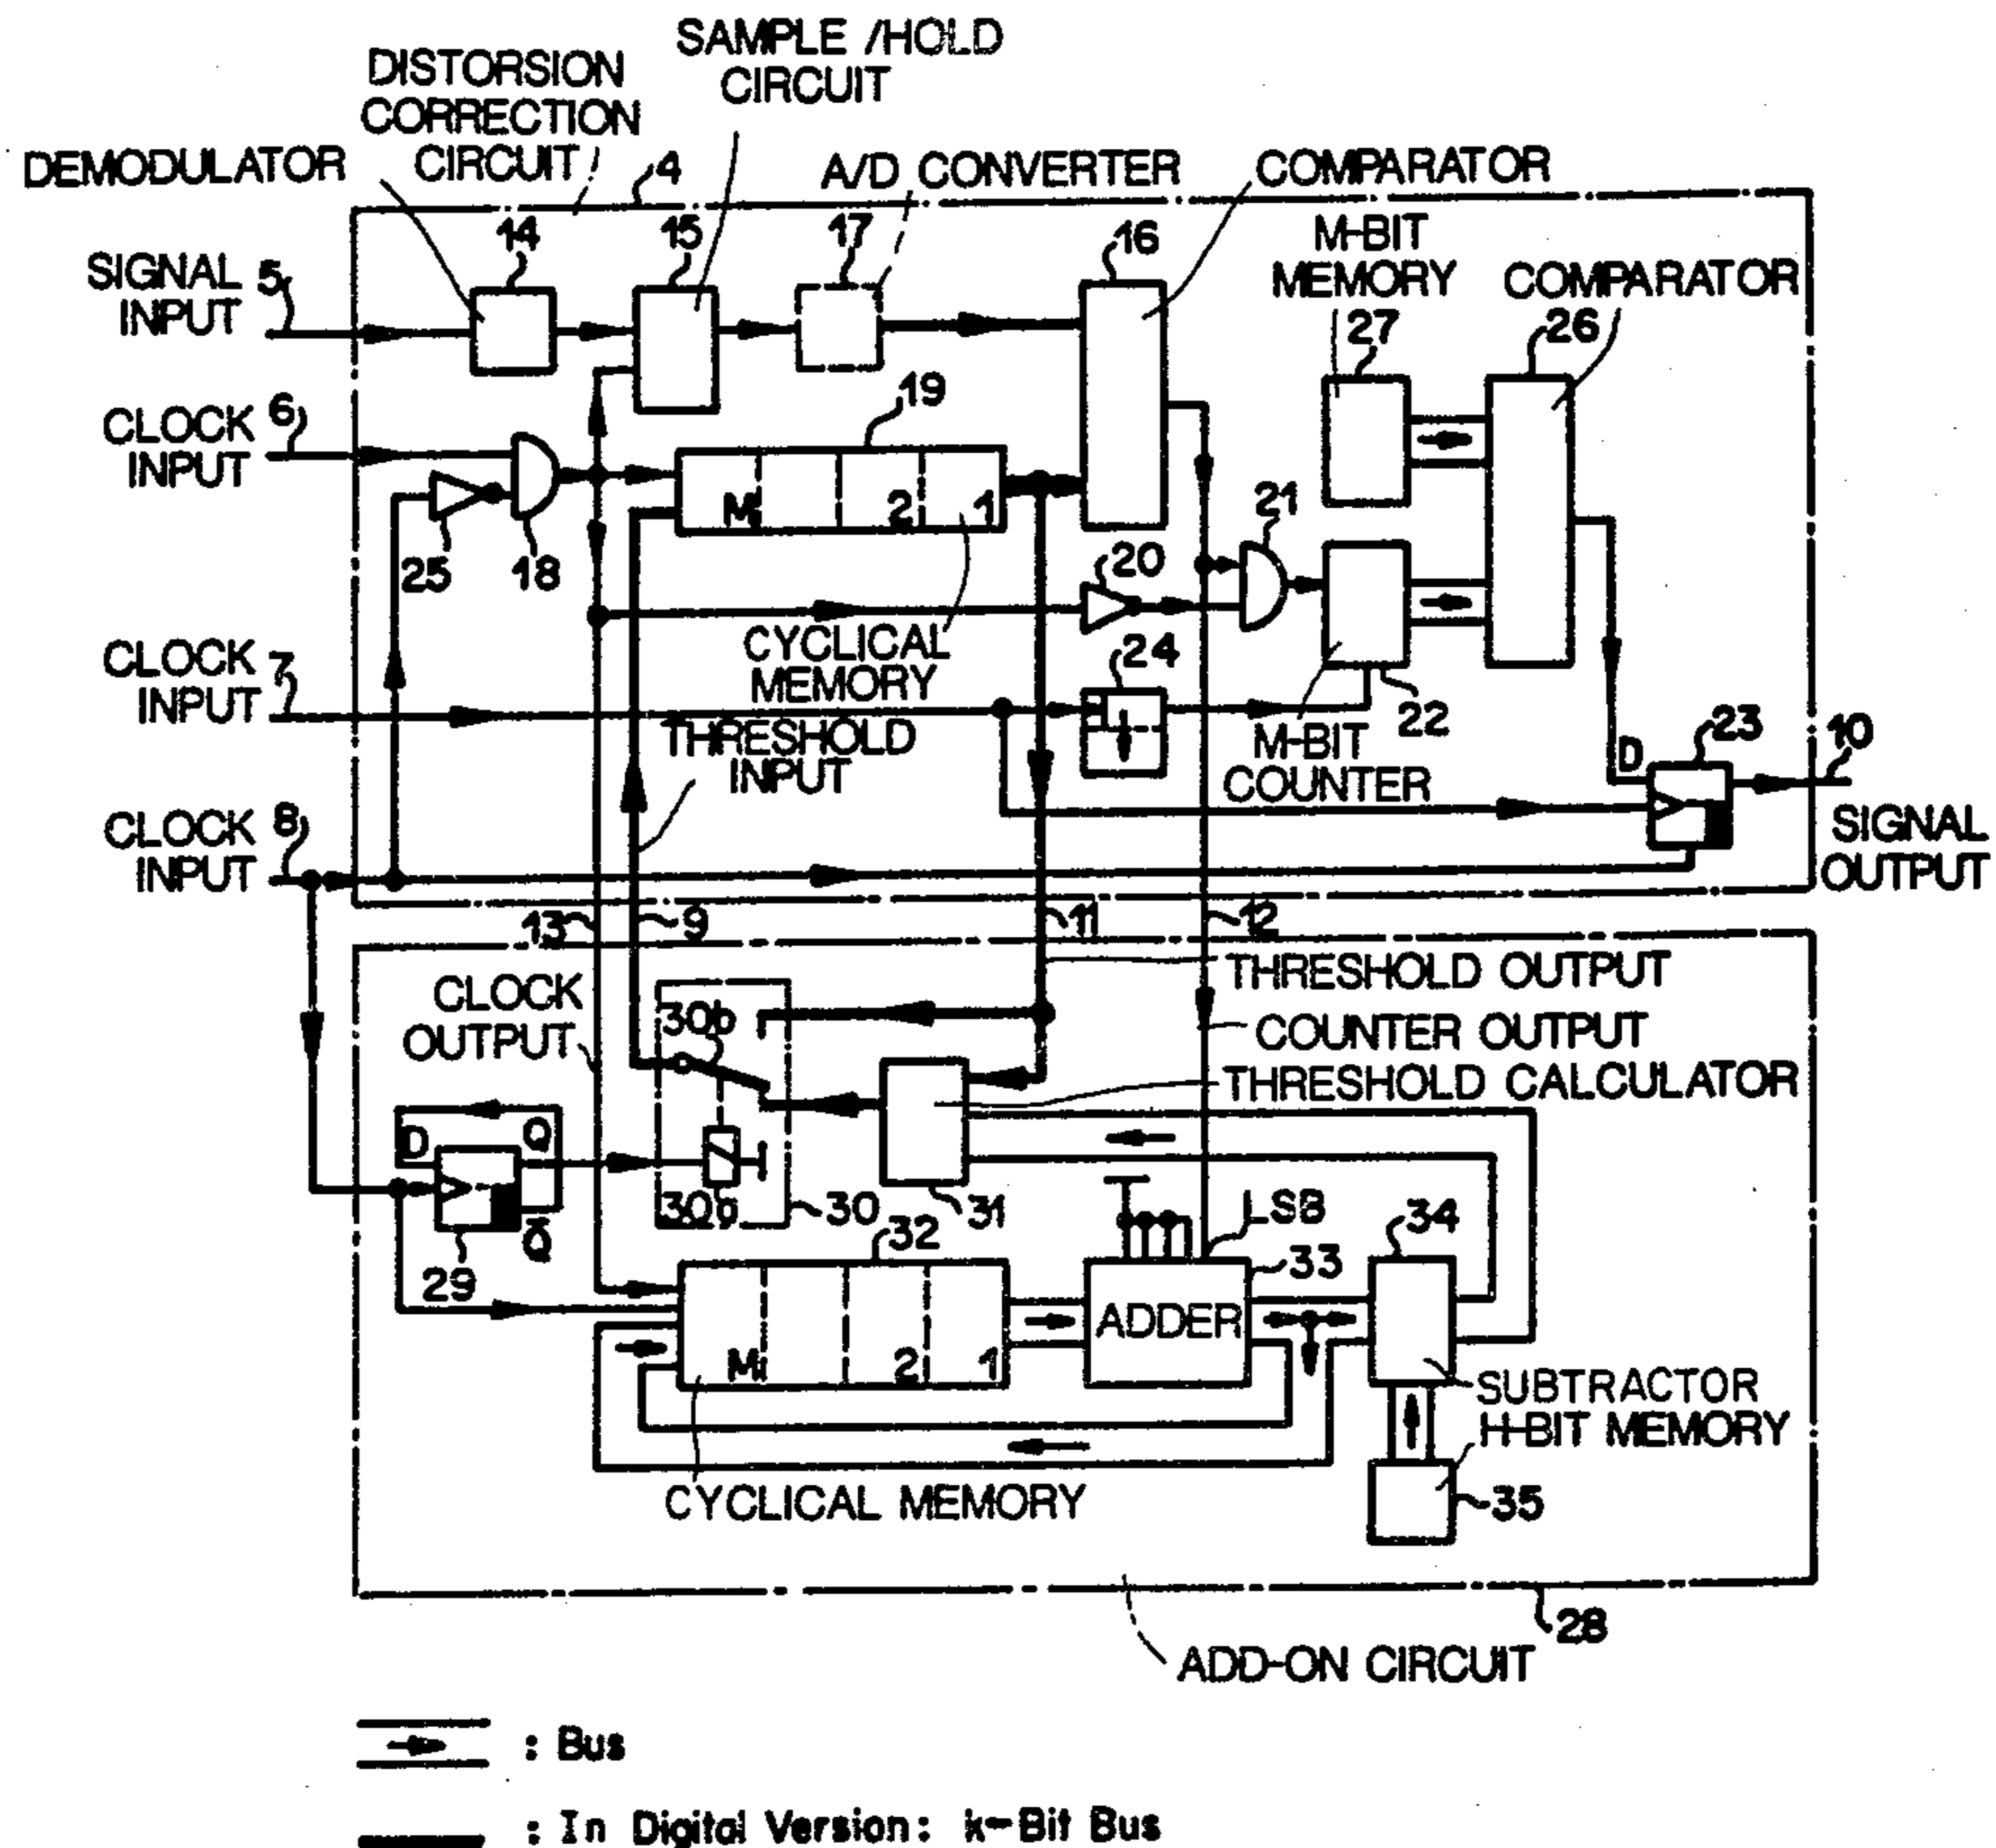 SAMPLE /HOLD
CIRCUIT
DISTORSION
CORRECTION
CIRCUIT
DEMODULATOR
4
A/D CONVERTER
COMPARATOR
14
15
17
16
M-BIT
MEMORY
27
COMPARATOR
26
SIGNAL
INPUT
5
CLOCK
INPUT
6
19
M
2
1
25
18
20
21
CYCLICAL
MEMORY
24
22
CLOCK
INPUT
7
THRESHOLD
INPUT
M-BIT
COUNTER
D
23
10
SIGNAL
OUTPUT
CLOCK
INPUT
8
13
9
11
12
THRESHOLD OUTPUT
CLOCK
OUTPUT
30b
COUNTER OUTPUT
THRESHOLD CALCULATOR
D
Q
Q̄
29
30a
30
31
LSB
34
32
33
M
2
1
ADDER
SUBTRACTOR
H-BIT MEMORY
CYCLICAL MEMORY
35
28
ADD-ON CIRCUIT
: Bus
: In Digital Version: k-Bit Bus